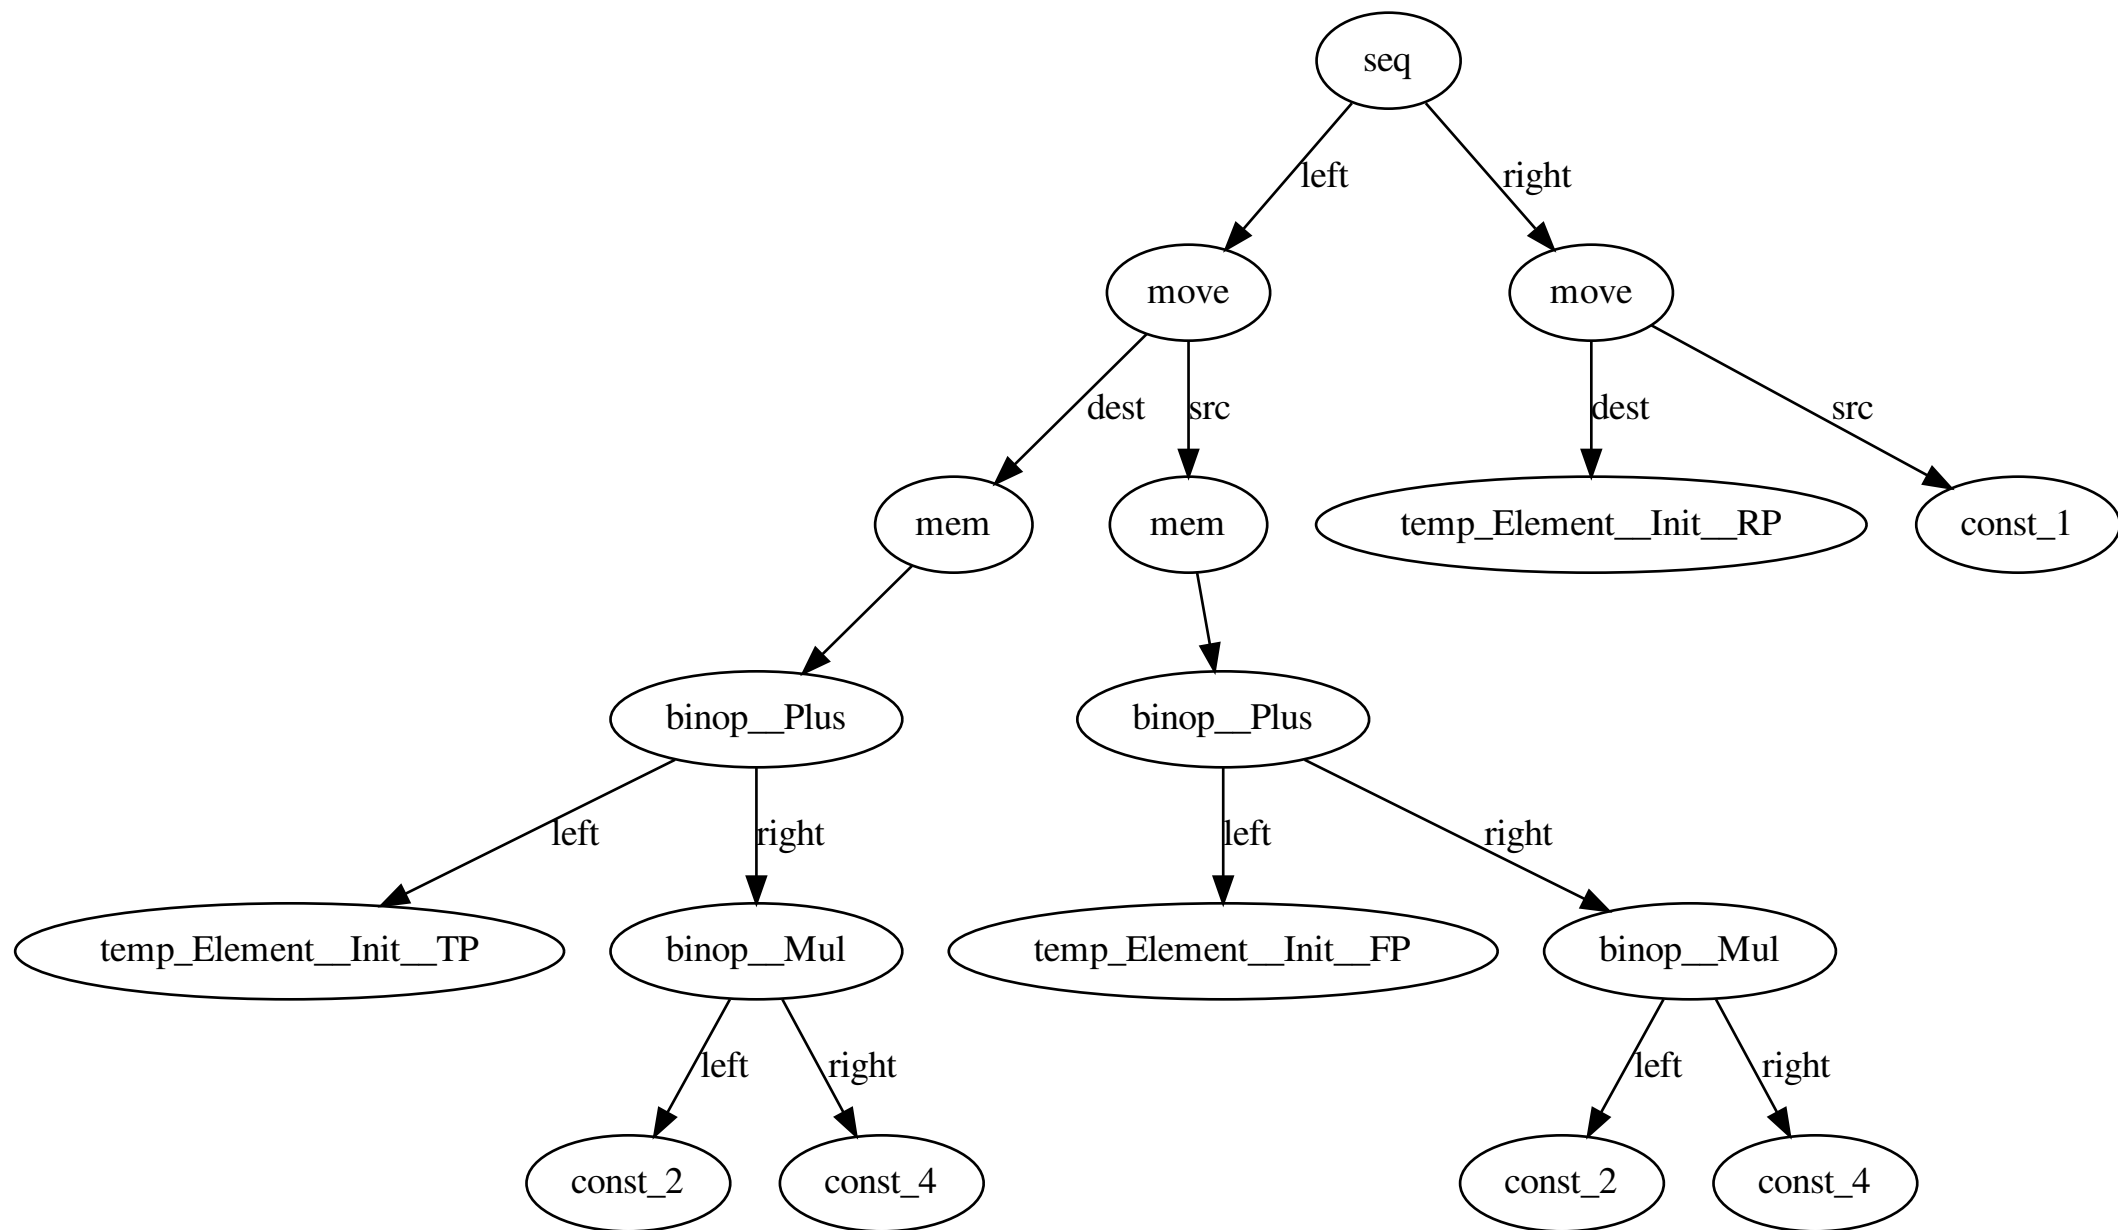 seq
left
right
move
move
dest
src
dest
src
mem
mem
temp_Element__Init__RP
const_1
binop__Plus
binop__Plus
left
right
left
right
temp_Element__Init__TP
binop__Mul
temp_Element__Init__FP
binop__Mul
left
right
left
right
const_2
const_4
const_2
const_4